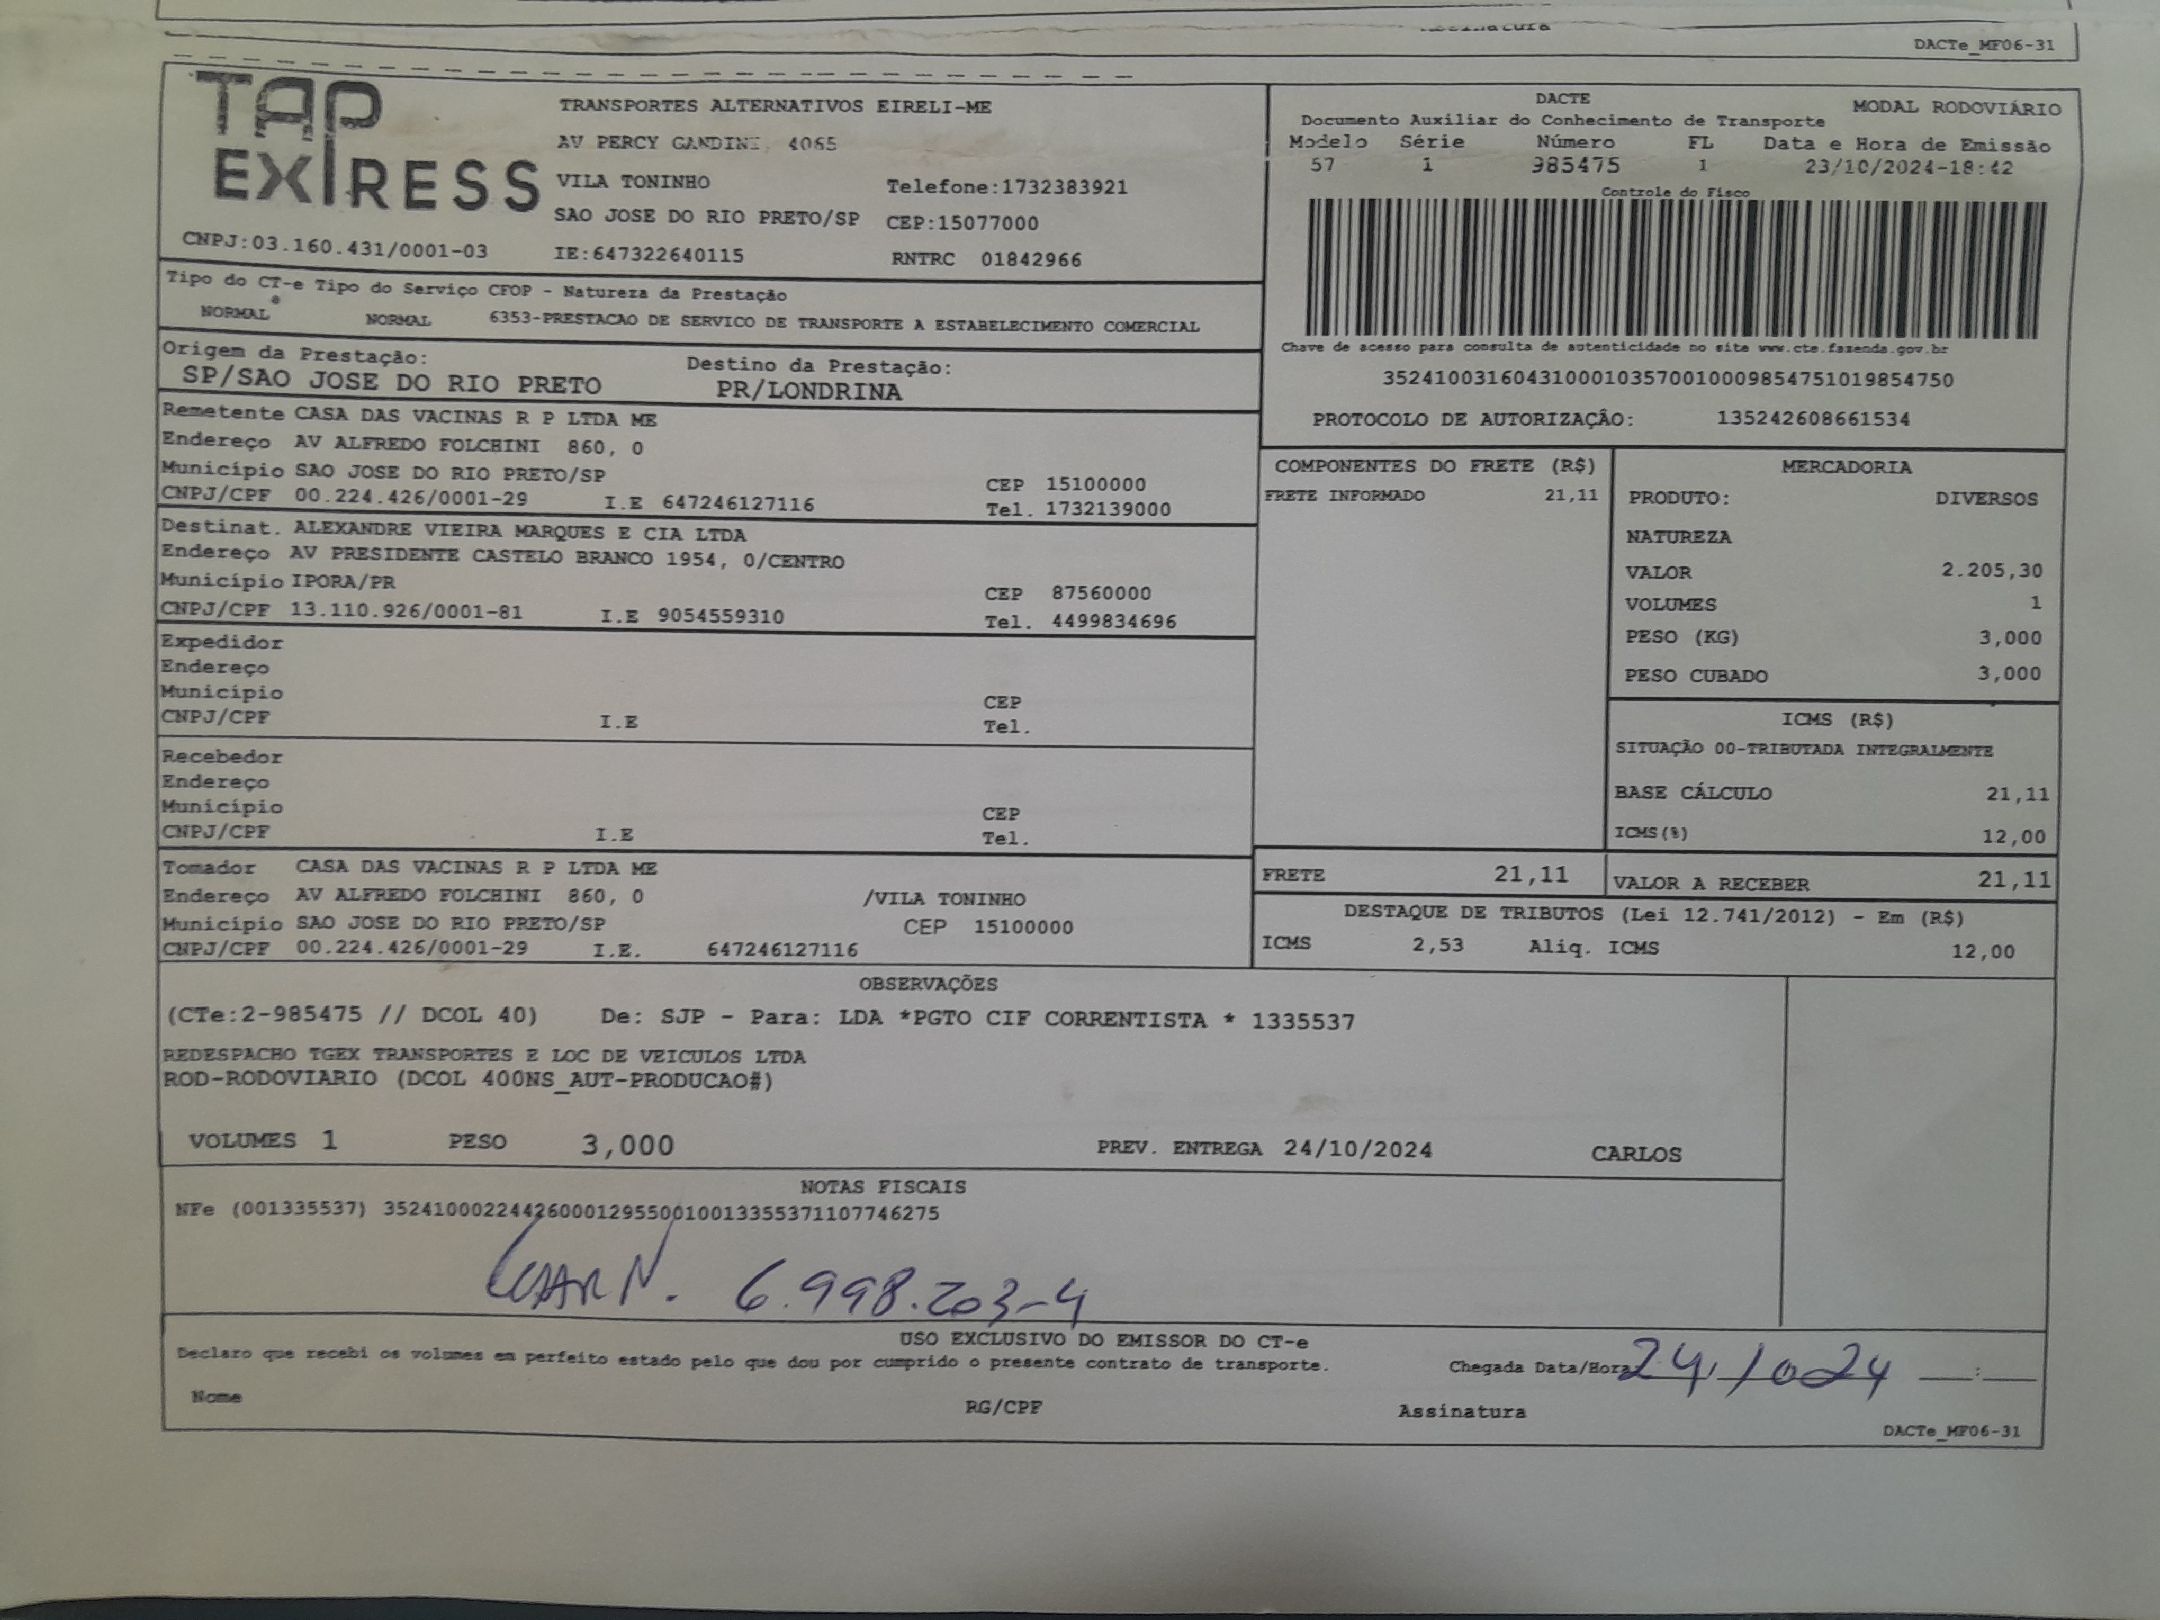 DACTe_MF06-31
TAP EXPRESS
TRANSPORTES ALTERNATIVOS EIRELI-ME
AV PERCY GANDINI, 4065
VILA TONINHO Telefone:1732383921
SAO JOSE DO RIO PRETO/SP CEP:15077000
CNPJ:03.160.431/0001-03 IE:647322640115 RNTRC 01842966
DACTE MODAL RODOVIÁRIO
Documento Auxiliar do Conhecimento de Transporte
Modelo Série Número FL Data e Hora de Emissão
57 1 985475 1 23/10/2024-18:42
Controle do Fisco
Chave de acesso para consulta de autenticidade no site www.cte.fazenda.gov.br
35241003160431000103570010009854751019854750
PROTOCOLO DE AUTORIZAÇÃO: 135242608661534
Tipo do CT-e Tipo do Serviço CFOP - Natureza da Prestação
NORMAL NORMAL 6353-PRESTACAO DE SERVICO DE TRANSPORTE A ESTABELECIMENTO COMERCIAL
Origem da Prestação: Destino da Prestação:
SP/SAO JOSE DO RIO PRETO PR/LONDRINA
Remetente CASA DAS VACINAS R P LTDA ME
Endereço AV ALFREDO FOLCHINI 860, 0
Município SAO JOSE DO RIO PRETO/SP CEP 15100000
CNPJ/CPF 00.224.426/0001-29 I.E 647246127116 Tel. 1732139000
Destinat. ALEXANDRE VIEIRA MARQUES E CIA LTDA
Endereço AV PRESIDENTE CASTELO BRANCO 1954, 0/CENTRO
Município IPORA/PR CEP 87560000
CNPJ/CPF 13.110.926/0001-81 I.E 9054559310 Tel. 4499834696
Expedidor
Endereço
Município CEP
CNPJ/CPF I.E Tel.
Recebedor
Endereço
Município CEP
CNPJ/CPF I.E Tel.
Tomador CASA DAS VACINAS R P LTDA ME
Endereço AV ALFREDO FOLCHINI 860, 0 /VILA TONINHO
Município SAO JOSE DO RIO PRETO/SP CEP 15100000
CNPJ/CPF 00.224.426/0001-29 I.E. 647246127116
COMPONENTES DO FRETE (R$)
FRETE INFORMADO 21,11
MERCADORIA
PRODUTO: DIVERSOS
NATUREZA
VALOR 2.205,30
VOLUMES 1
PESO (KG) 3,000
PESO CUBADO 3,000
ICMS (R$)
SITUAÇÃO 00-TRIBUTADA INTEGRALMENTE
BASE CÁLCULO 21,11
ICMS(%) 12,00
FRETE 21,11 VALOR A RECEBER 21,11
DESTAQUE DE TRIBUTOS (Lei 12.741/2012) - Em (R$)
ICMS 2,53 Aliq. ICMS 12,00
OBSERVAÇÕES
(CTe:2-985475 // DCOL 40) De: SJP - Para: LDA *PGTO CIF CORRENTISTA * 1335537
REDESPACHO TGEX TRANSPORTES E LOC DE VEICULOS LTDA
ROD-RODOVIARIO (DCOL 400NS_AUT-PRODUCAO#)
VOLUMES 1 PESO 3,000 PREV. ENTREGA 24/10/2024 CARLOS
NOTAS FISCAIS
NFe (001335537) 35241000224426000129550010013355371107746275
6.998.203-4
USO EXCLUSIVO DO EMISSOR DO CT-e
Declaro que recebi os volumes em perfeito estado pelo que dou por cumprido o presente contrato de transporte. Chegada Data/Hora 24/10 24 __:__
Nome RG/CPF Assinatura
DACTe_MF06-31